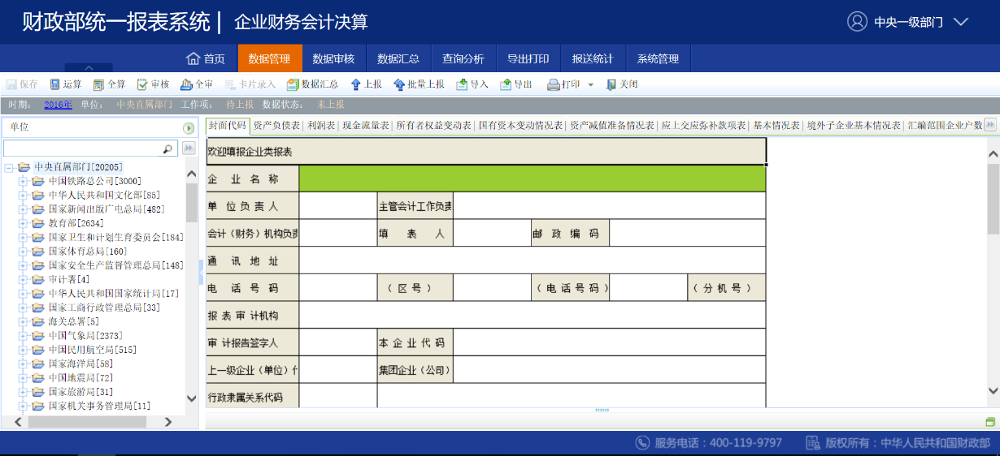 财政部统一报表系统 | 企业财务会计决算
中央一级部门
首页 数据管理 数据审核 数据汇总 查询分析 导出打印 报送统计 系统管理
保存 运算 全算 审核 全审 卡片录入 数据汇总 上报 批量上报 导入 导出 打印 关闭
时期： 2016年 单位： 中央直属部门 工作项： 待上报 数据状态： 未上报
单位
封面代码 资产负债表 | 利润表 | 现金流量表 | 所有者权益变动表 | 国有资本变动情况表 | 资产减值准备情况表 | 应上交应弥补款项表 | 基本情况表 | 境外子企业基本情况表 | 汇编范围企业户数
中央直属部门[20205]
中国铁路总公司[3000]
中华人民共和国文化部[85]
国家新闻出版广电总局[482]
教育部[2634]
国家卫生和计划生育委员会[184]
国家体育总局[160]
国家安全生产监督管理总局[148]
审计署[4]
中华人民共和国国家统计局[17]
国家工商行政管理总局[33]
海关总署[5]
中国气象局[2373]
中国民用航空局[515]
国家海洋局[58]
中国地震局[72]
国家旅游局[31]
国家机关事务管理局[11]
欢迎填报企业类报表
企 业 名 称
单 位 负 责 人 主管会计工作负责
会计（财务）机构负责 填 表 人 邮 政 编 码
通 讯 地 址
电 话 号 码 （ 区 号 ） （ 电 话 号 码 ） （ 分 机 号 ）
报 表 审 计机构
审 计报告签字人 本 企 业 代 码
上一级企业（单位） 集团企业（公司）
行政隶属关系代码
服务电话：400-119-9797 版权所有：中华人民共和国财政部